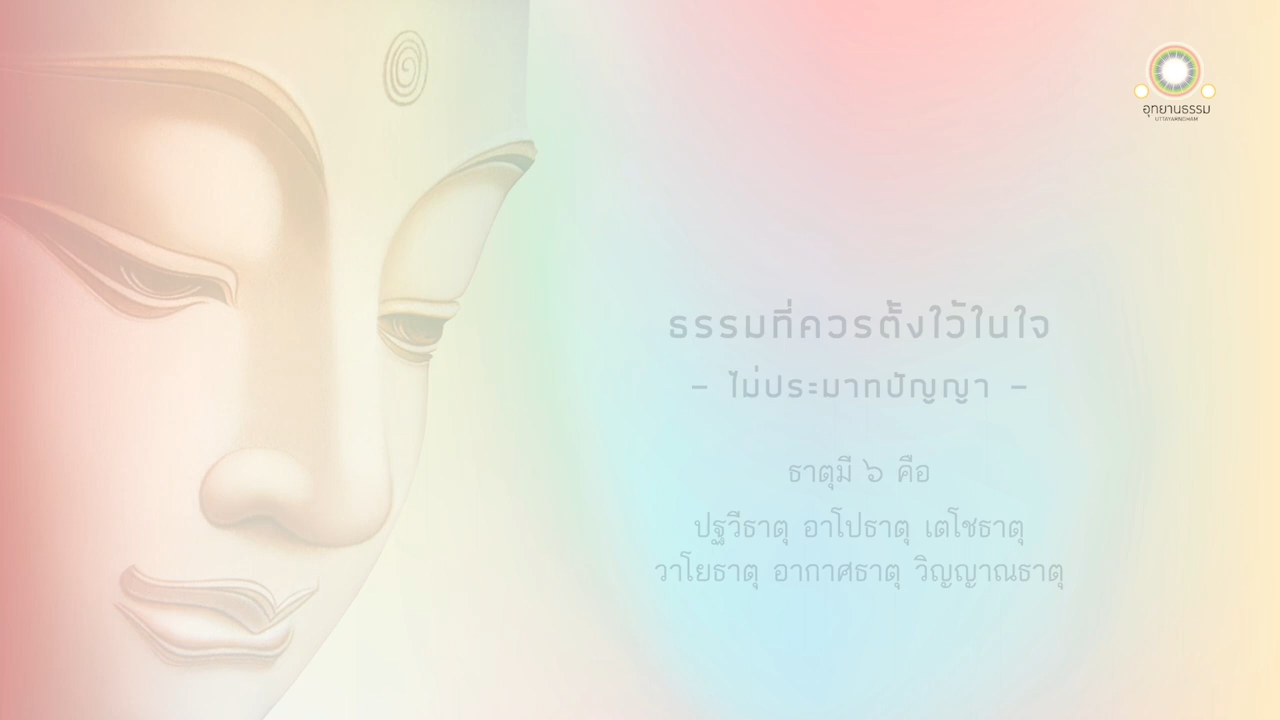 อุทยานธรรม
UTTAYARNDHAM
ธรรมที่ควรตั้งใว้ในใจ
- ไม่ประมาทปัญญา -
ธาตุมี ๖ คือ
ปฐวีธาตุ อาโปธาตุ เตโชธาตุ
วาโยธาตุ อากาศธาตุ วิญญาณธาตุ